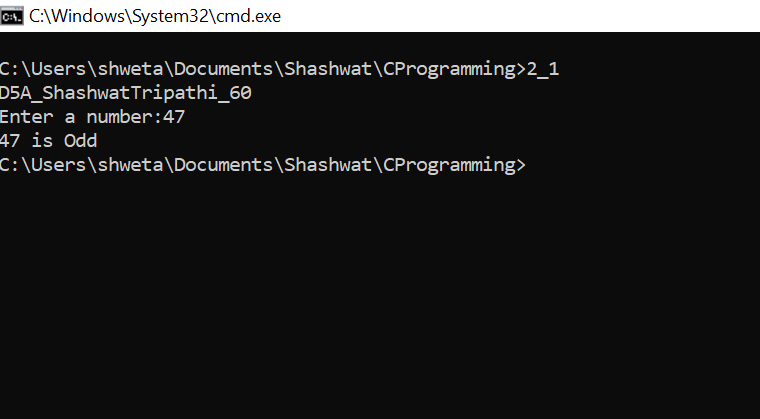 C:\Windows\System32\cmd.exe
C:\Users\shweta\Documents\Shashwat\CProgramming>2_1
D5A_ShashwatTripathi_60
Enter a number:47
47 is Odd
C:\Users\shweta\Documents\Shashwat\CProgramming>